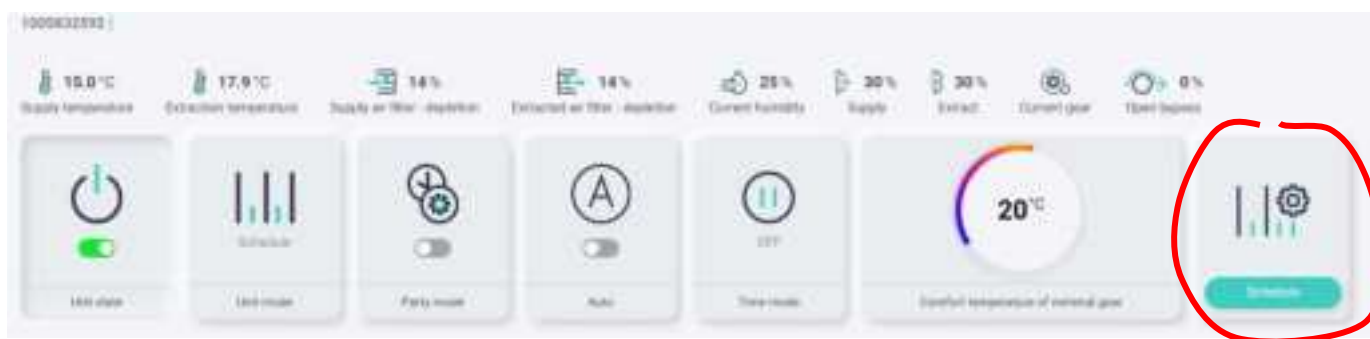 15.0 °C
17.9 °C
14 %
14 %
25 %
30 %
30 %
0 %
Supply temperature
Extraction temperature
Supply air filter - depletion
Extracted air filter - depletion
Current humidity
Supply
Extract
Current gear
Open bypass
A
20 °C
Schedule
OFF
Schedule
Unit state
Unit mode
Party mode
Auto
Time mode
Comfort temperature of nominal gear